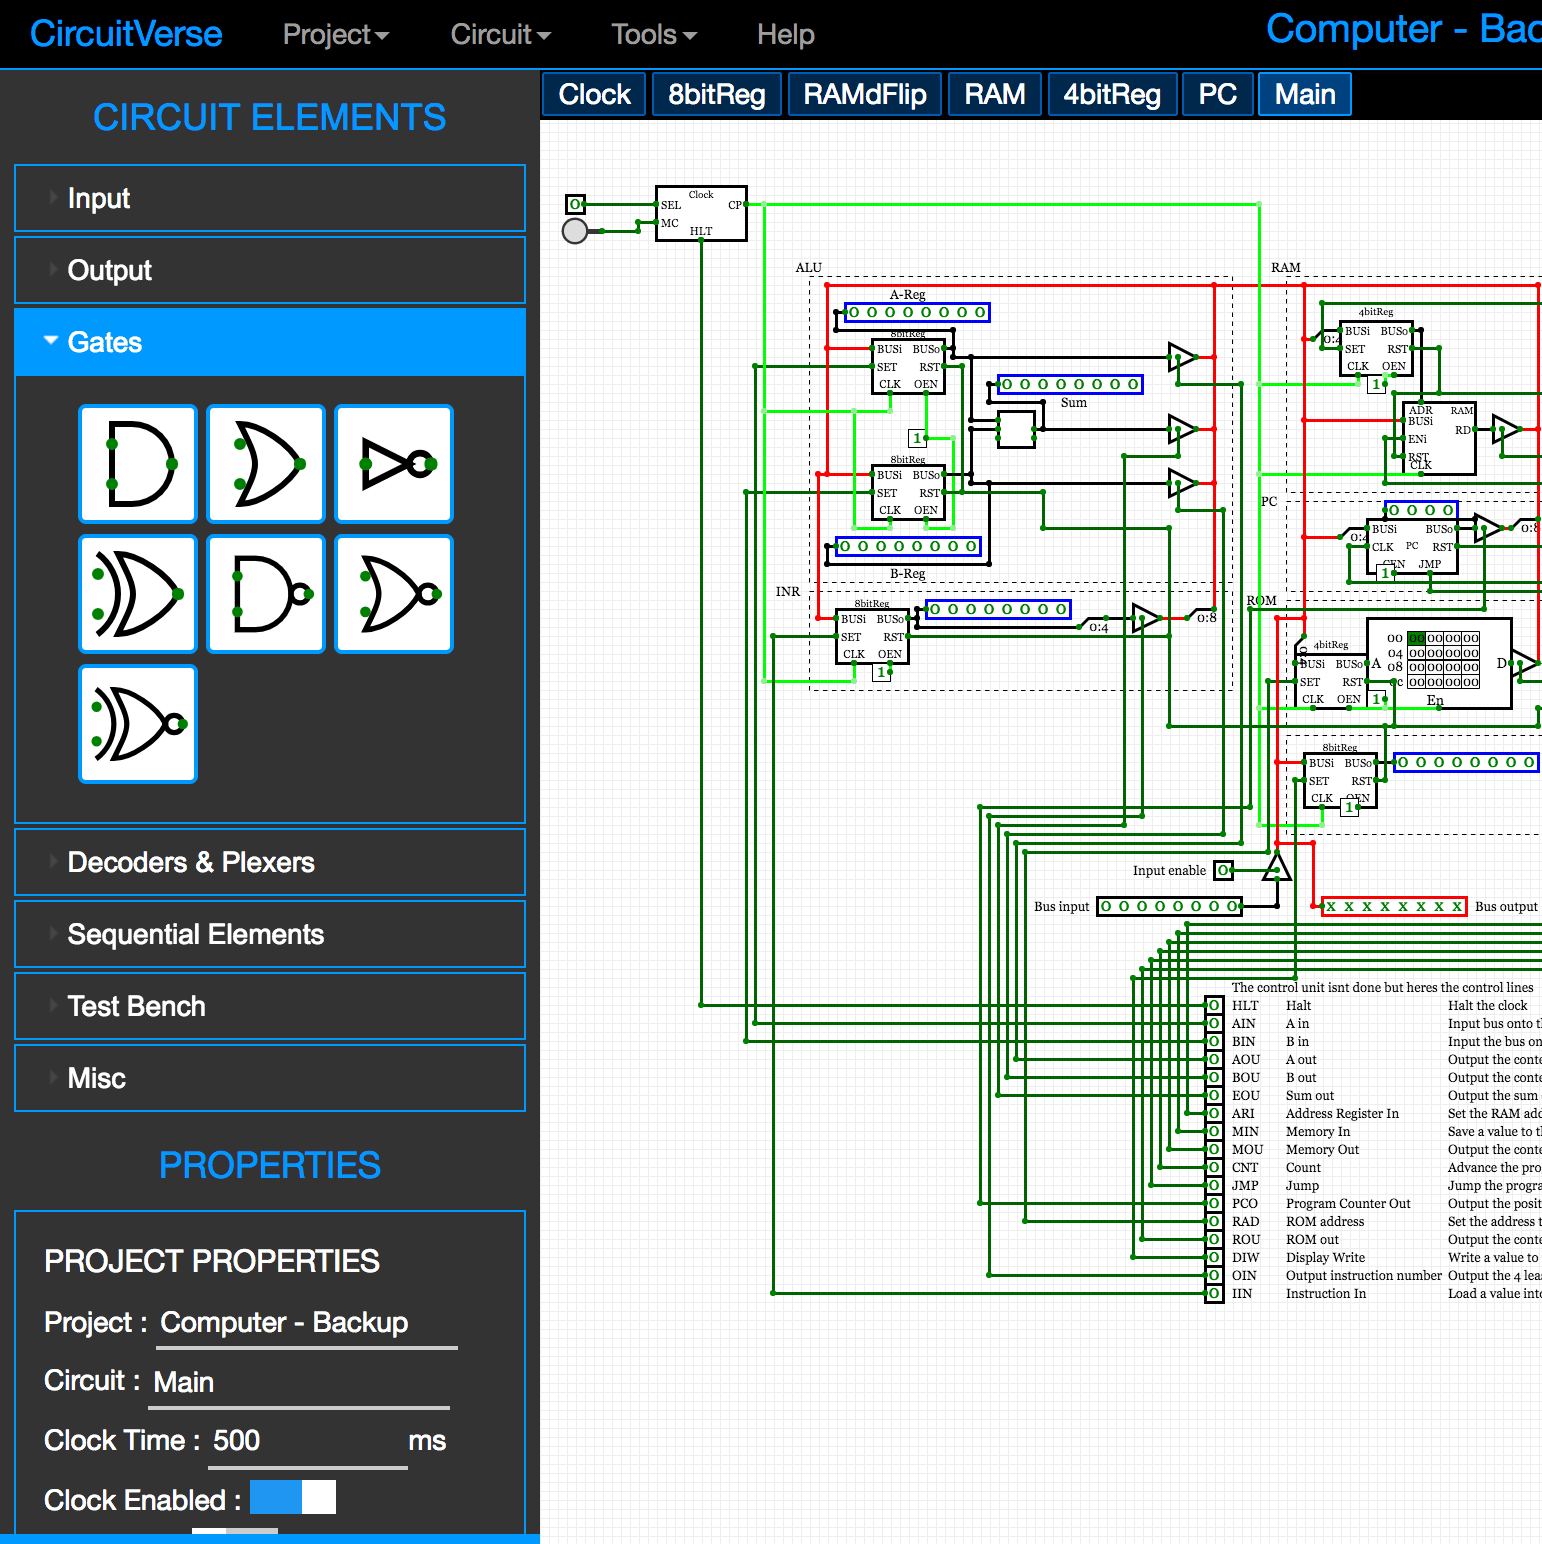 CircuitVerse Project Circuit Tools Help Computer - Bac
Clock 8bitReg RAMdFlip RAM 4bitReg PC Main
CIRCUIT ELEMENTS
Input
Output
Gates
Decoders & Plexers
Sequential Elements
Test Bench
Misc
PROPERTIES
PROJECT PROPERTIES
Project : Computer - Backup
Circuit : Main
Clock Time : 500 ms
Clock Enabled :
0
Clock
SEL CP
MC
HLT
ALU
A-Reg
0 0 0 0 0 0 0 0
8bitReg
BUSi BUSo
SET RST
CLK OEN
0 0 0 0 0 0 0 0
Sum
1
8bitReg
BUSi BUSo
SET RST
CLK OEN
0 0 0 0 0 0 0 0
B-Reg
INR
8bitReg
0 0 0 0 0 0 0 0
BUSi BUSo
SET RST
CLK OEN
1
0:4
0:8
RAM
4bitReg
0:4
BUSi BUSo
SET RST
CLK OEN
1
ADR RAM
BUSi
RD
ENi
RST
CLK
PC
0 0 0 0
0:4
BUSi BUSo
CLK PC RST
JMP
1
0:8
ROM
4bitReg
BUSi BUSo
SET RST
CLK OEN
1
A
D
En
00 00 00 00 00
04 00 00 00 00
08 00 00 00 00
0c 00 00 00 00
8bitReg
BUSi BUSo
SET RST
CLK OEN
1
0 0 0 0 0 0 0 0
Input enable 0
Bus input 0 0 0 0 0 0 0 0
x x x x x x x x Bus output
The control unit isnt done but heres the control lines
0 HLT Halt Halt the clock
0 AIN A in Input bus onto t
0 BIN B in Input the bus on
0 AOU A out Output the conte
0 BOU B out Output the conte
0 EOU Sum out Output the sum
0 ARI Address Register In Set the RAM add
0 MIN Memory In Save a value to th
0 MOU Memory Out Output the conte
0 CNT Count Advance the pro
0 JMP Jump Jump the progra
0 PCO Program Counter Out Output the posit
0 RAD ROM address Set the address t
0 ROU ROM out Output the conte
0 DIW Display Write Write a value to
0 OIN Output instruction number Output the 4 lea
0 IIN Instruction In Load a value into